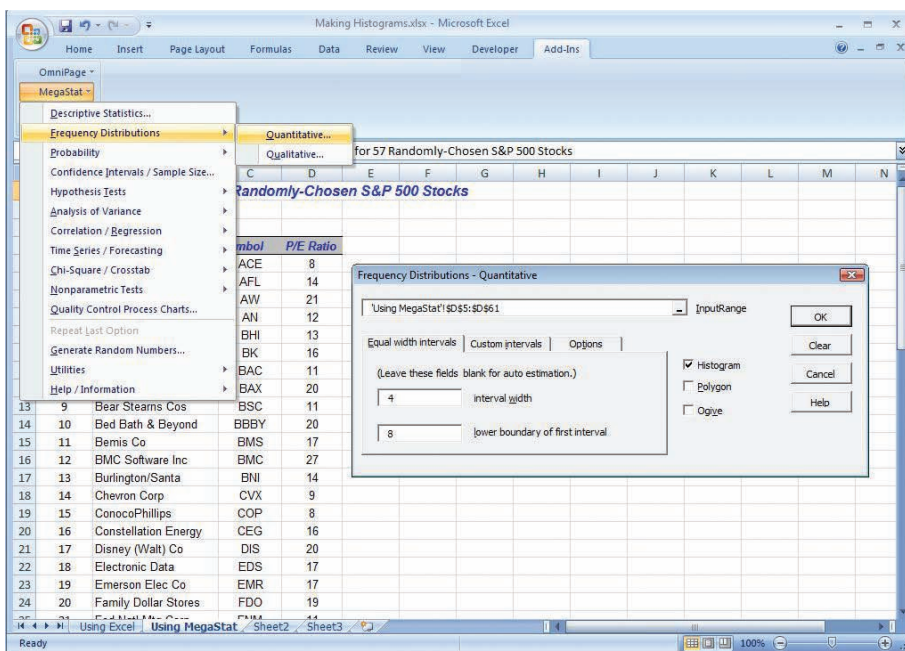 Making Histograms.xlsx - Microsoft Excel
Home Insert Page Layout Formulas Data Review View Developer Add-Ins
OmniPage
MegaStat
Descriptive Statistics...
Frequency Distributions
Probability
Confidence Intervals / Sample Size...
Hypothesis Tests
Analysis of Variance
Correlation / Regression
Time Series / Forecasting
Chi-Square / Crosstab
Nonparametric Tests
Quality Control Process Charts...
Repeat Last Option
Generate Random Numbers...
Utilities
Help / Information
Quantitative...
Qualitative...
for 57 Randomly-Chosen S&P 500 Stocks
C D E F G H I J K L M N
Randomly-Chosen S&P 500 Stocks
mbol P/E Ratio
ACE 8
AFL 14
AW 21
AN 12
BHI 13
BK 16
BAC 11
BAX 20
13 9 Bear Stearns Cos BSC 11
14 10 Bed Bath & Beyond BBBY 20
15 11 Bemis Co BMS 17
16 12 BMC Software Inc BMC 27
17 13 Burlington/Santa BNI 14
18 14 Chevron Corp CVX 9
19 15 ConocoPhillips COP 8
20 16 Constellation Energy CEG 16
21 17 Disney (Walt) Co DIS 20
22 18 Electronic Data EDS 17
23 19 Emerson Elec Co EMR 17
24 20 Family Dollar Stores FDO 19
Frequency Distributions - Quantitative
'Using MegaStat'!$D$5:$D$61 InputRange
Equal width intervals Custom intervals Options
(Leave these fields blank for auto estimation.)
4 interval width
8 lower boundary of first interval
Histogram
Polygon
Ogive
OK
Clear
Cancel
Help
Using Excel Using MegaStat Sheet2 Sheet3
Ready 100%